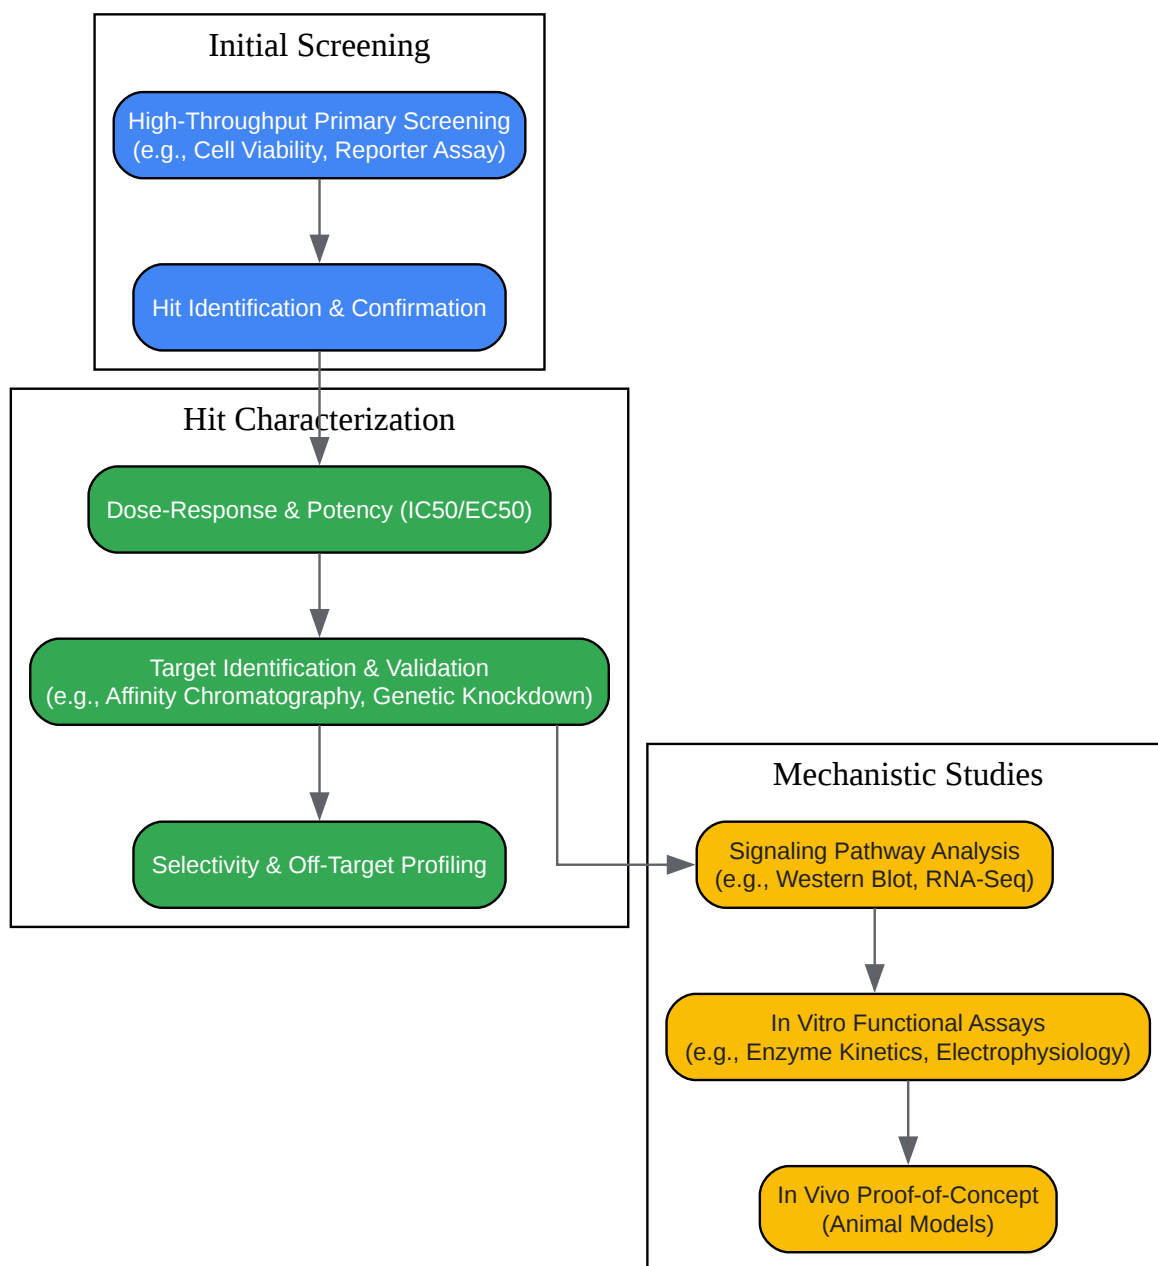 Initial Screening
High-Throughput Primary Screening
(e.g., Cell Viability, Reporter Assay)
Hit Identification & Confirmation
Hit Characterization
Dose-Response & Potency (IC50/EC50)
Target Identification & Validation
(e.g., Affinity Chromatography, Genetic Knockdown)
Selectivity & Off-Target Profiling
Mechanistic Studies
Signaling Pathway Analysis
(e.g., Western Blot, RNA-Seq)
In Vitro Functional Assays
(e.g., Enzyme Kinetics, Electrophysiology)
In Vivo Proof-of-Concept
(Animal Models)